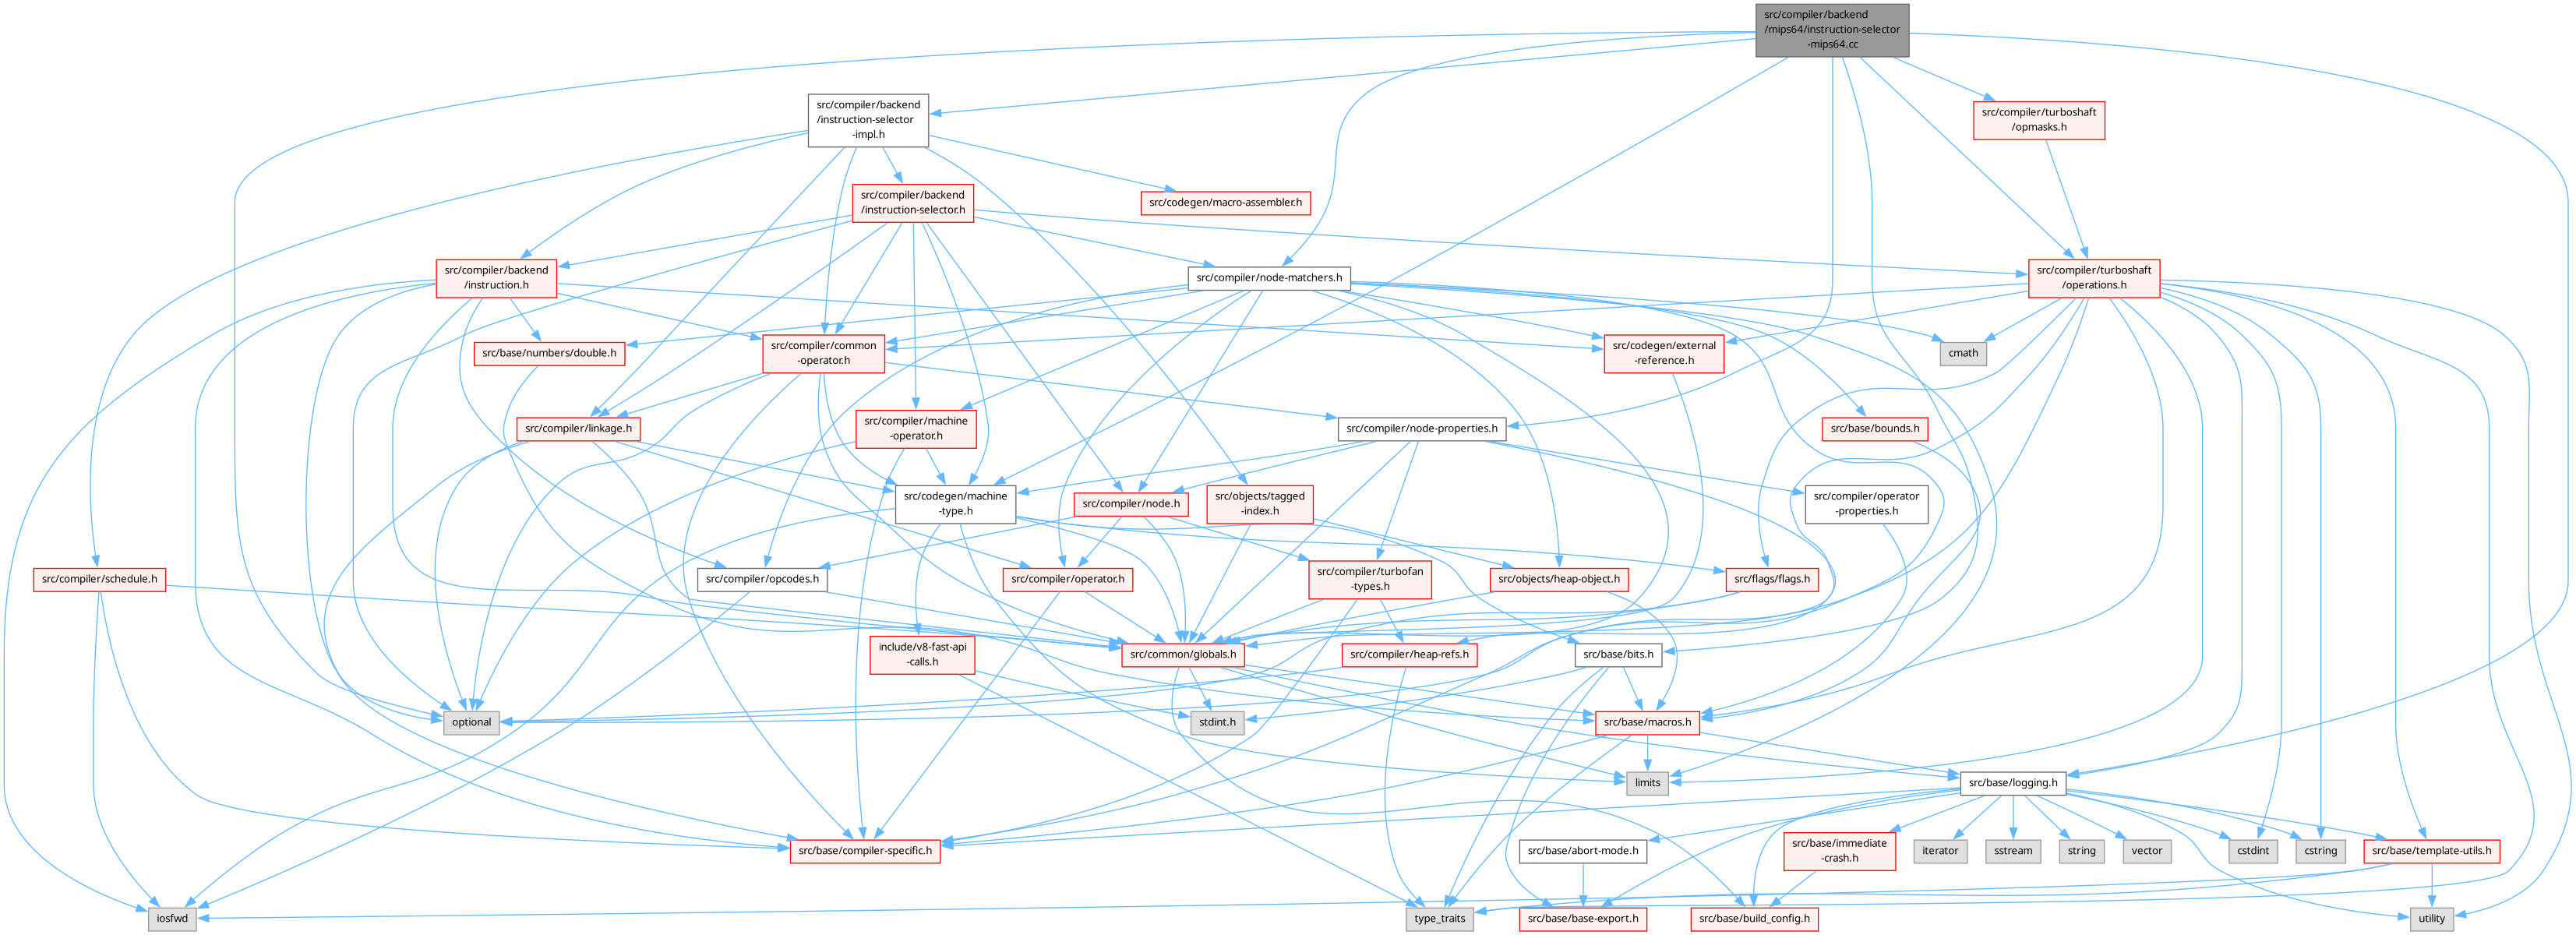 src/compiler/backend
/mips64/instruction-selector
-mips64.cc
src/compiler/backend
/instruction-selector
-impl.h
src/compiler/turboshaft
/opmasks.h
src/compiler/backend
/instruction-selector.h
src/codegen/macro-assembler.h
src/compiler/backend
/instruction.h
src/compiler/node-matchers.h
src/compiler/turboshaft
/operations.h
src/base/numbers/double.h
src/compiler/common
-operator.h
src/codegen/external
-reference.h
cmath
src/compiler/linkage.h
src/compiler/machine
-operator.h
src/compiler/node-properties.h
src/base/bounds.h
src/codegen/machine
-type.h
src/compiler/node.h
src/objects/tagged
-index.h
src/compiler/operator
-properties.h
src/compiler/schedule.h
src/compiler/opcodes.h
src/compiler/operator.h
src/compiler/turbofan
-types.h
src/objects/heap-object.h
src/flags/flags.h
include/v8-fast-api
-calls.h
src/common/globals.h
src/compiler/heap-refs.h
src/base/bits.h
optional
stdint.h
src/base/macros.h
limits
src/base/logging.h
src/base/compiler-specific.h
src/base/abort-mode.h
src/base/immediate
-crash.h
iterator
sstream
string
vector
cstdint
cstring
src/base/template-utils.h
iosfwd
type_traits
src/base/base-export.h
src/base/build_config.h
utility